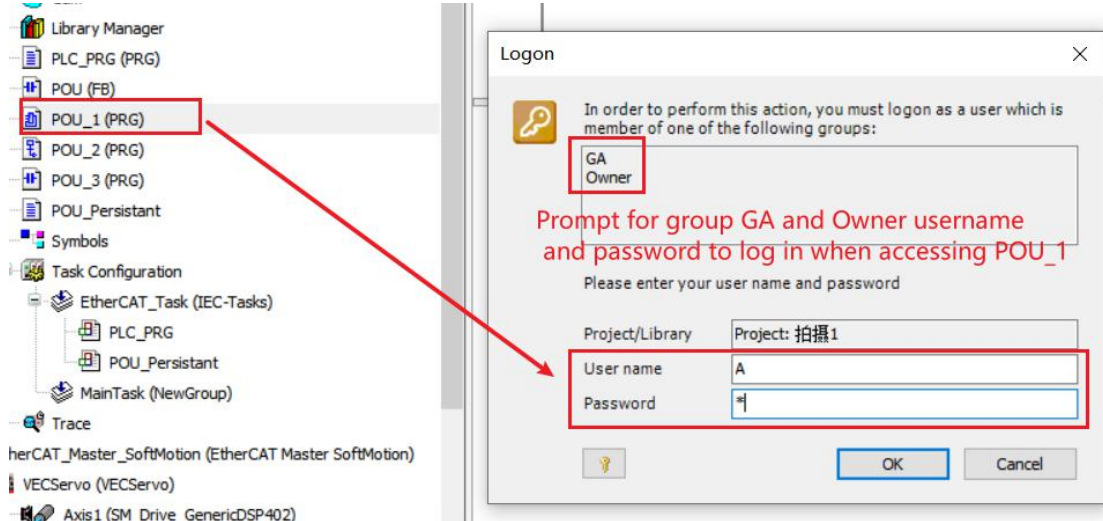 Library Manager
PLC_PRG (PRG)
POU (FB)
POU_1 (PRG)
POU_2 (PRG)
POU_3 (PRG)
POU_Persistant
Symbols
Task Configuration
EtherCAT_Task (IEC-Tasks)
PLC_PRG
POU_Persistant
MainTask (NewGroup)
Trace
herCAT_Master_SoftMotion (EtherCAT Master SoftMotion)
VECServo (VECServo)
Axis1 (SM_Drive_GenericDSP402)
Logon
In order to perform this action, you must logon as a user which is
member of one of the following groups:
GA
Owner
Prompt for group GA and Owner username
and password to log in when accessing POU_1
Please enter your user name and password
Project/Library
Project: 拍摄1
User name
A
Password
*
OK
Cancel